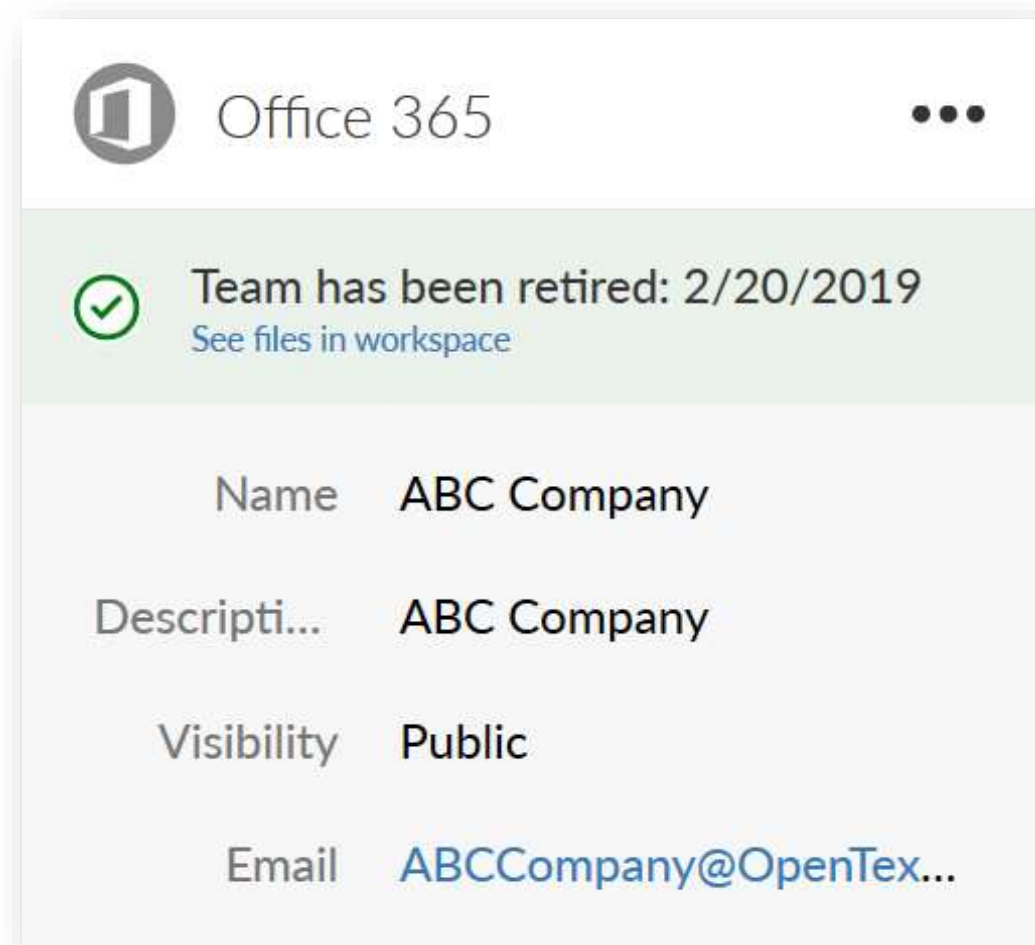 Office 365
Team has been retired: 2/20/2019
See files in workspace
Name ABC Company
Descripti... ABC Company
Visibility Public
Email ABCCompany@OpenTex...